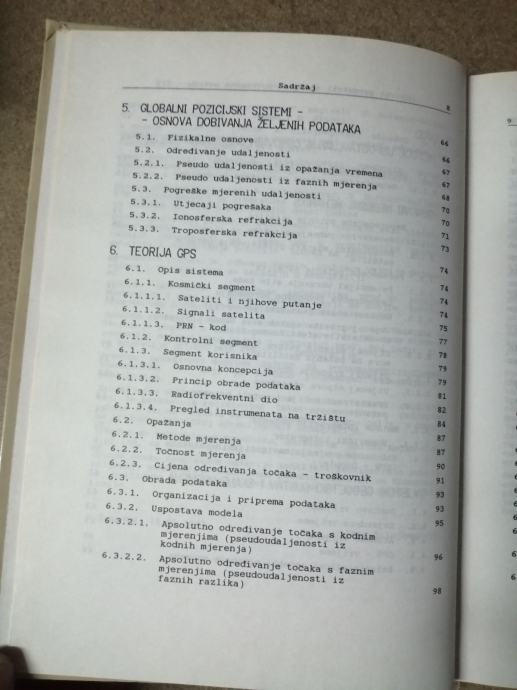 Sadržaj 8
5. GLOBALNI POZICIJSKI SISTEMI -
- OSNOVA DOBIVANJA ŽELJENIH PODATAKA 66
5.1. Fizikalne osnove 66
5.2. Određivanje udaljenosti 67
5.2.1. Pseudo udaljenosti iz opažanja vremena 67
5.2.2. Pseudo udaljenosti iz faznih mjerenja 68
5.3. Pogreške mjerenih udaljenosti 70
5.3.1. Utjecaji pogrešaka 70
5.3.2. Ionosferska refrakcija 71
5.3.3. Troposferska refrakcija 73
6. TEORIJA GPS 74
6.1. Opis sistema 74
6.1.1. Kosmički segment 74
6.1.1.1. Sateliti i njihove putanje 74
6.1.1.2. Signali satelita 75
6.1.1.3. PRN - kod 77
6.1.2. Kontrolni segment 78
6.1.3. Segment korisnika 79
6.1.3.1. Osnovna koncepcija 79
6.1.3.2. Princip obrade podataka 81
6.1.3.3. Radiofrekventni dio 82
6.1.3.4. Pregled instrumenata na tržištu 84
6.2. Opažanja 87
6.2.1. Metode mjerenja 87
6.2.2. Točnost mjerenja 90
6.2.3. Cijena određivanja točaka - troškovnik 91
6.3. Obrada podataka 93
6.3.1. Organizacija i priprema podataka 93
6.3.2. Uspostava modela 95
6.3.2.1. Apsolutno određivanje točaka s kodnim
mjerenjima (pseudoudaljenosti iz
kodnih mjerenja) 96
6.3.2.2. Apsolutno određivanje točaka s faznim
mjerenjima (pseudoudaljenosti iz
faznih razlika) 98
9